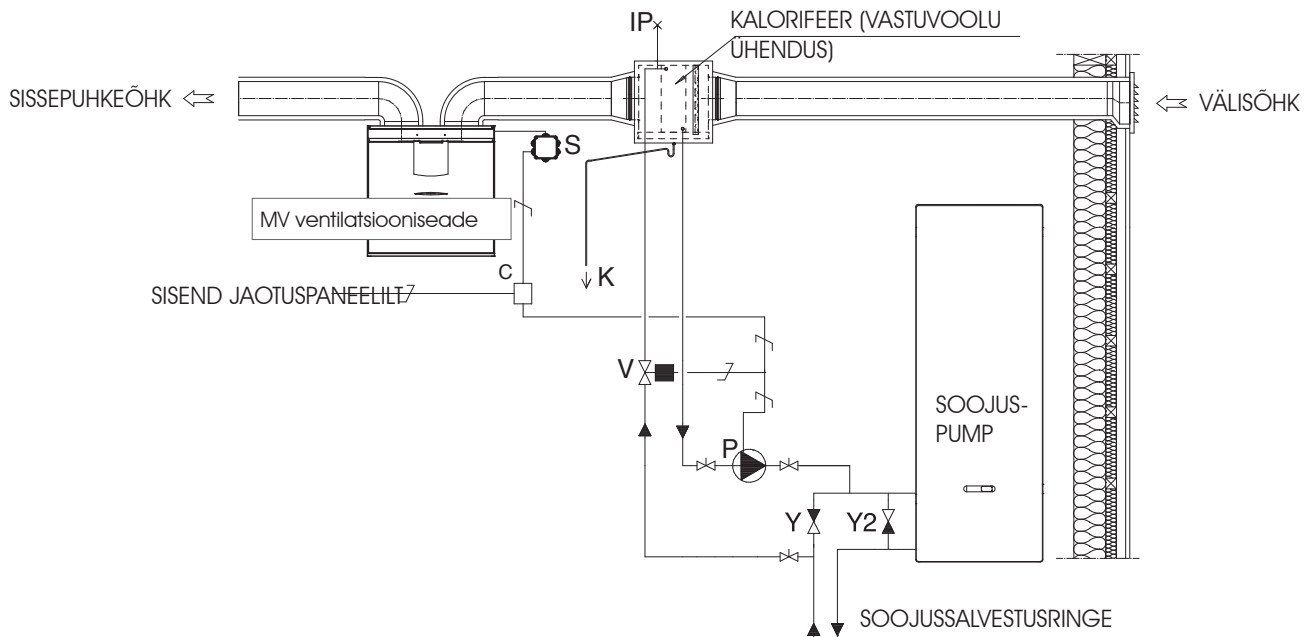 IP
KALORIFEER (VASTUVOOLU
ÜHENDUS)
SISSEPUHKEÕHK
VÄLISÕHK
S
MV ventilatsiooniseade
C
K
SISEND JAOTUSPANEELILT
V
SOOJUS-
PUMP
P
Y
Y2
SOOJUSSALVESTUSRINGE